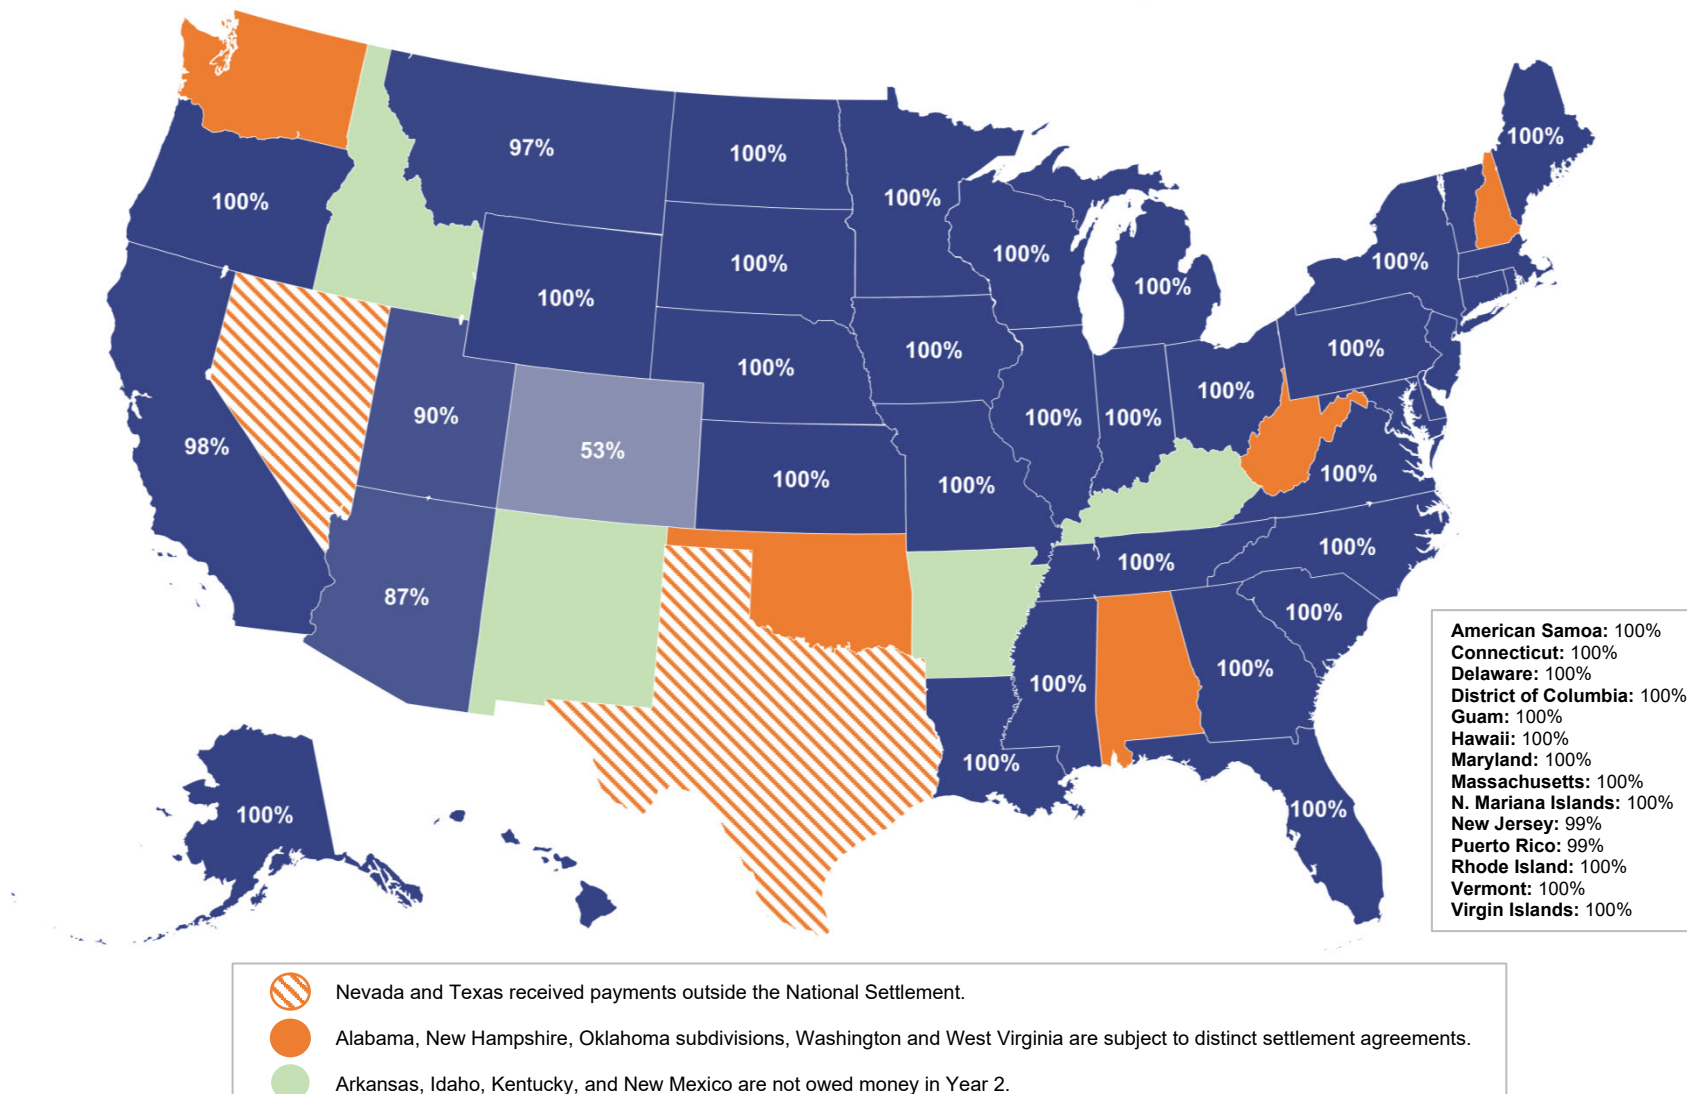 100%
97%
100%
100%
100%
100%
100%
100%
100%
100%
100%
100%
100%
100%
100%
100%
90%
98%
53%
100%
100%
100%
100%
100%
100%
100%
87%
100%
100%
100%
100%
100%
100%
100%
American Samoa: 100%
Connecticut: 100%
Delaware: 100%
District of Columbia: 100%
Guam: 100%
Hawaii: 100%
Maryland: 100%
Massachusetts: 100%
N. Mariana Islands: 100%
New Jersey: 99%
Puerto Rico: 99%
Rhode Island: 100%
Vermont: 100%
Virgin Islands: 100%
Nevada and Texas received payments outside the National Settlement.
Alabama, New Hampshire, Oklahoma subdivisions, Washington and West Virginia are subject to distinct settlement agreements.
Arkansas, Idaho, Kentucky, and New Mexico are not owed money in Year 2.